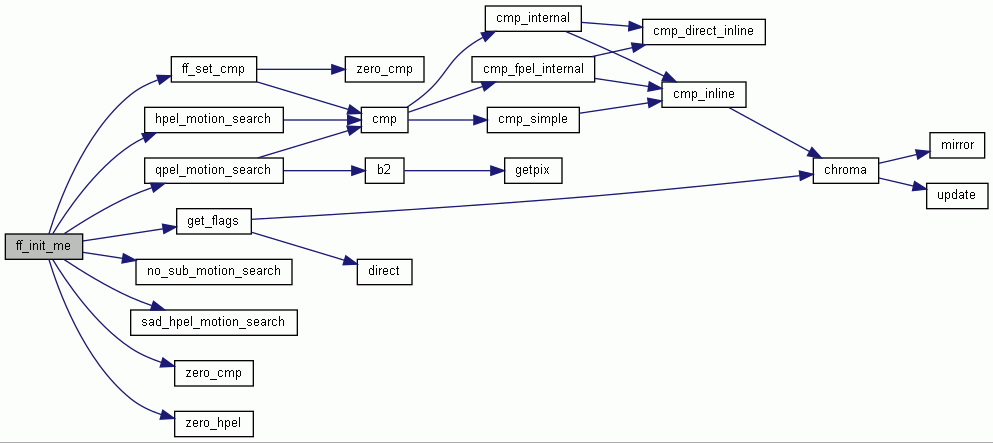 cmp_internal
cmp_direct_inline
ff_set_cmp
zero_cmp
cmp_fpel_internal
cmp_inline
hpel_motion_search
cmp
cmp_simple
mirror
qpel_motion_search
b2
getpix
chroma
update
get_flags
ff_init_me
direct
no_sub_motion_search
sad_hpel_motion_search
zero_cmp
zero_hpel